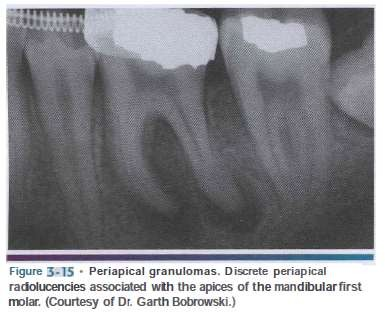 Figure 3-15 • Periapical granulomas. Discrete periapical
radiolucencies associated with the apices of the mandibular first
molar. (Courtesy of Dr. Garth Bobrowski.)